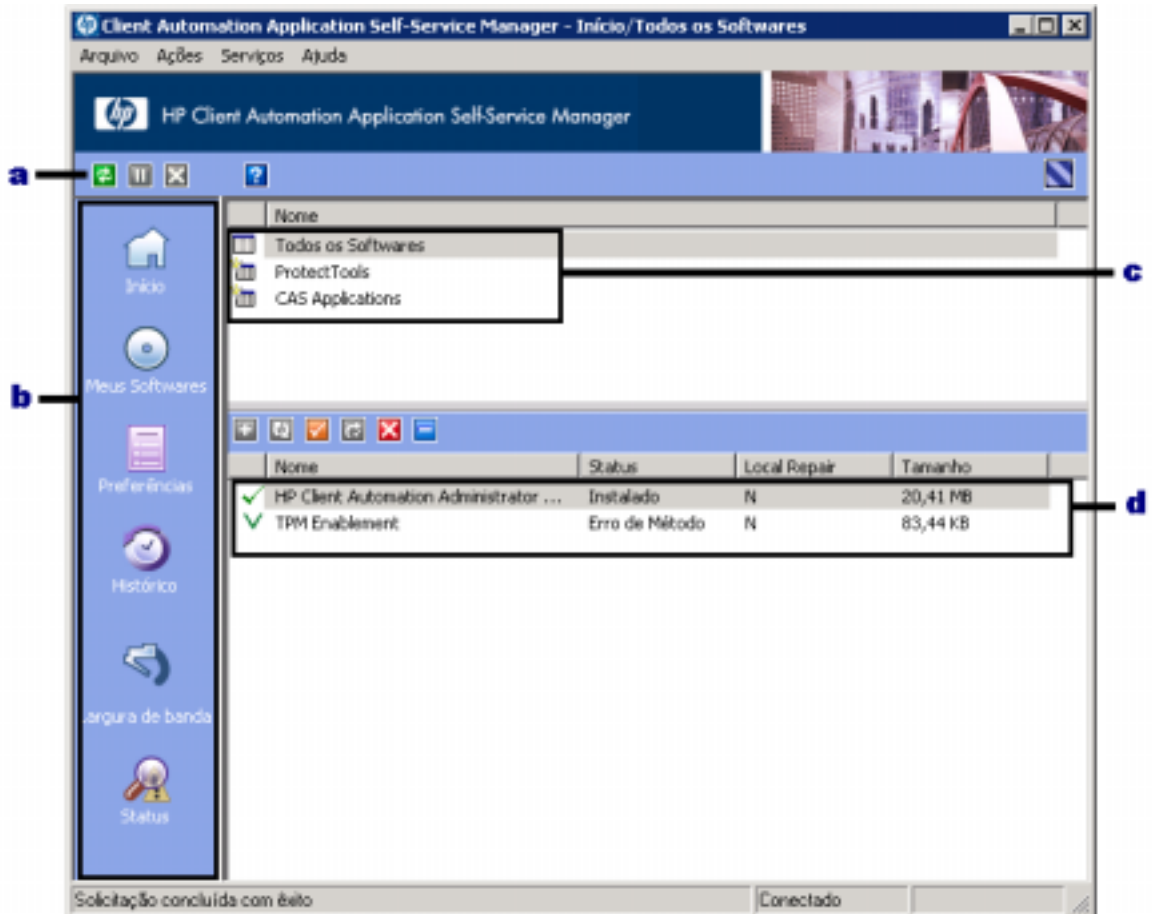 Client Automation Application Self-Service Manager - Início/Todos os Softwares
Arquivo Ações Serviços Ajuda
hp HP Client Automation Application Self-Service Manager
a
?
Nome
Todos os Softwares
ProtectTools
CAS Applications
c
Início
Meus Softwares
b
Preferências
Histórico
argura de banda
Status
Nome Status Local Repair Tamanho
HP Client Automation Administrator ... Instalado N 20,41 MB
TPM Enablement Erro de Método N 83,44 KB
d
Solicitação concluída com êxito Conectado